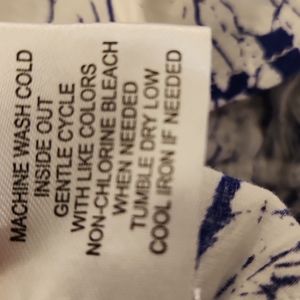 MACHINE WASH COLD
INSIDE OUT
GENTLE CYCLE
WITH LIKE COLORS
NON-CHLORINE BLEACH
WHEN NEEDED
TUMBLE DRY LOW
COOL IRON IF NEEDED